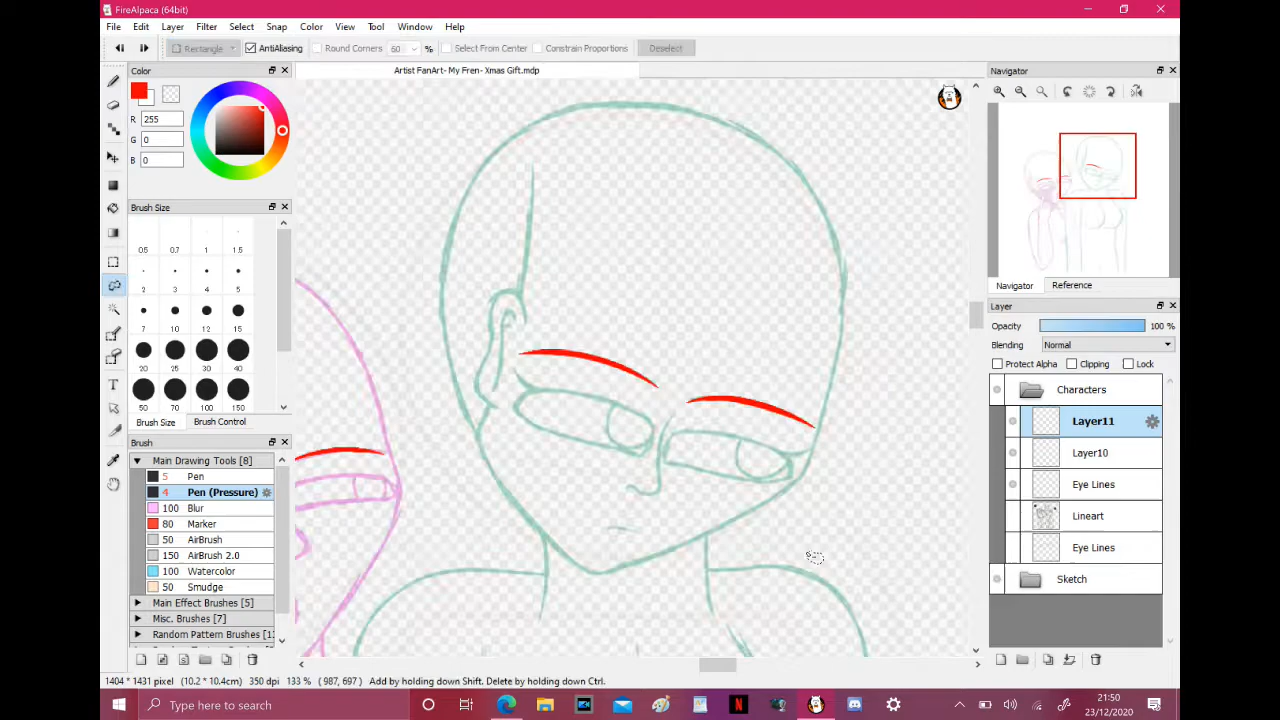 FireAlpaca (64bit)
File Edit Layer Filter Select Snap Color View Tool Window Help
Rectangle AntiAliasing Round Corners 60 % Select From Center Constrain Proportions Deselect
Color
Artist FanArt- My Fren- Xmas Gift.mdp
Navigator
R 255
G 0
B 0
Brush Size
0.5 0.7 1 1.5
2 3 4 5
7 10 12 15
20 25 30 40
50 70 100 150
Brush Size Brush Control
Brush
Main Drawing Tools [8]
5 Pen
4 Pen (Pressure)
100 Blur
80 Marker
50 AirBrush
150 AirBrush 2.0
100 Watercolor
50 Smudge
Main Effect Brushes [5]
Misc. Brushes [7]
Random Pattern Brushes [1
Navigator Reference
Layer
Opacity 100 %
Blending Normal
Protect Alpha Clipping Lock
Characters
Layer11
Layer10
Eye Lines
Lineart
Eye Lines
Sketch
1404 * 1431 pixel (10.2 * 10.4cm) 350 dpi 133 % ( 987, 697 ) Add by holding down Shift. Delete by holding down Ctrl.
Type here to search
21:50
23/12/2020